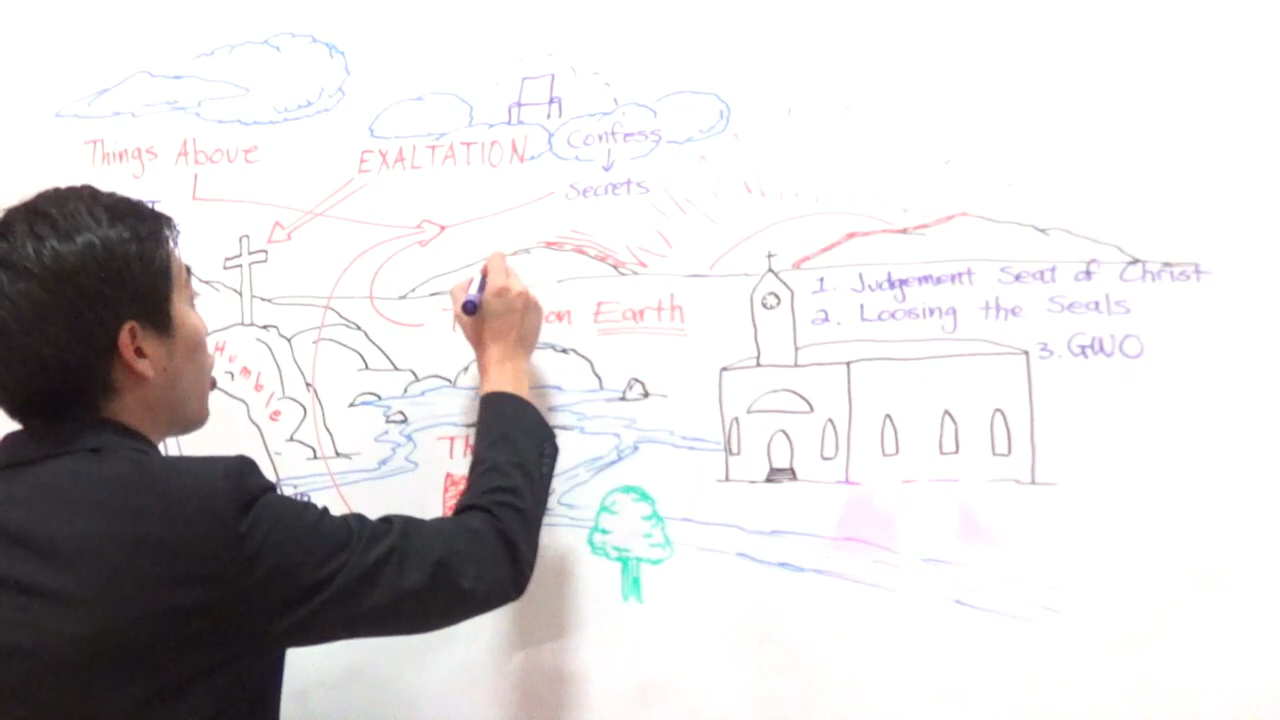 Things Above
EXALTATION
Confess
Secrets
Humble
on Earth
1. Judgement Seat of Christ
2. Loosing the Seals
3. GWO
Th